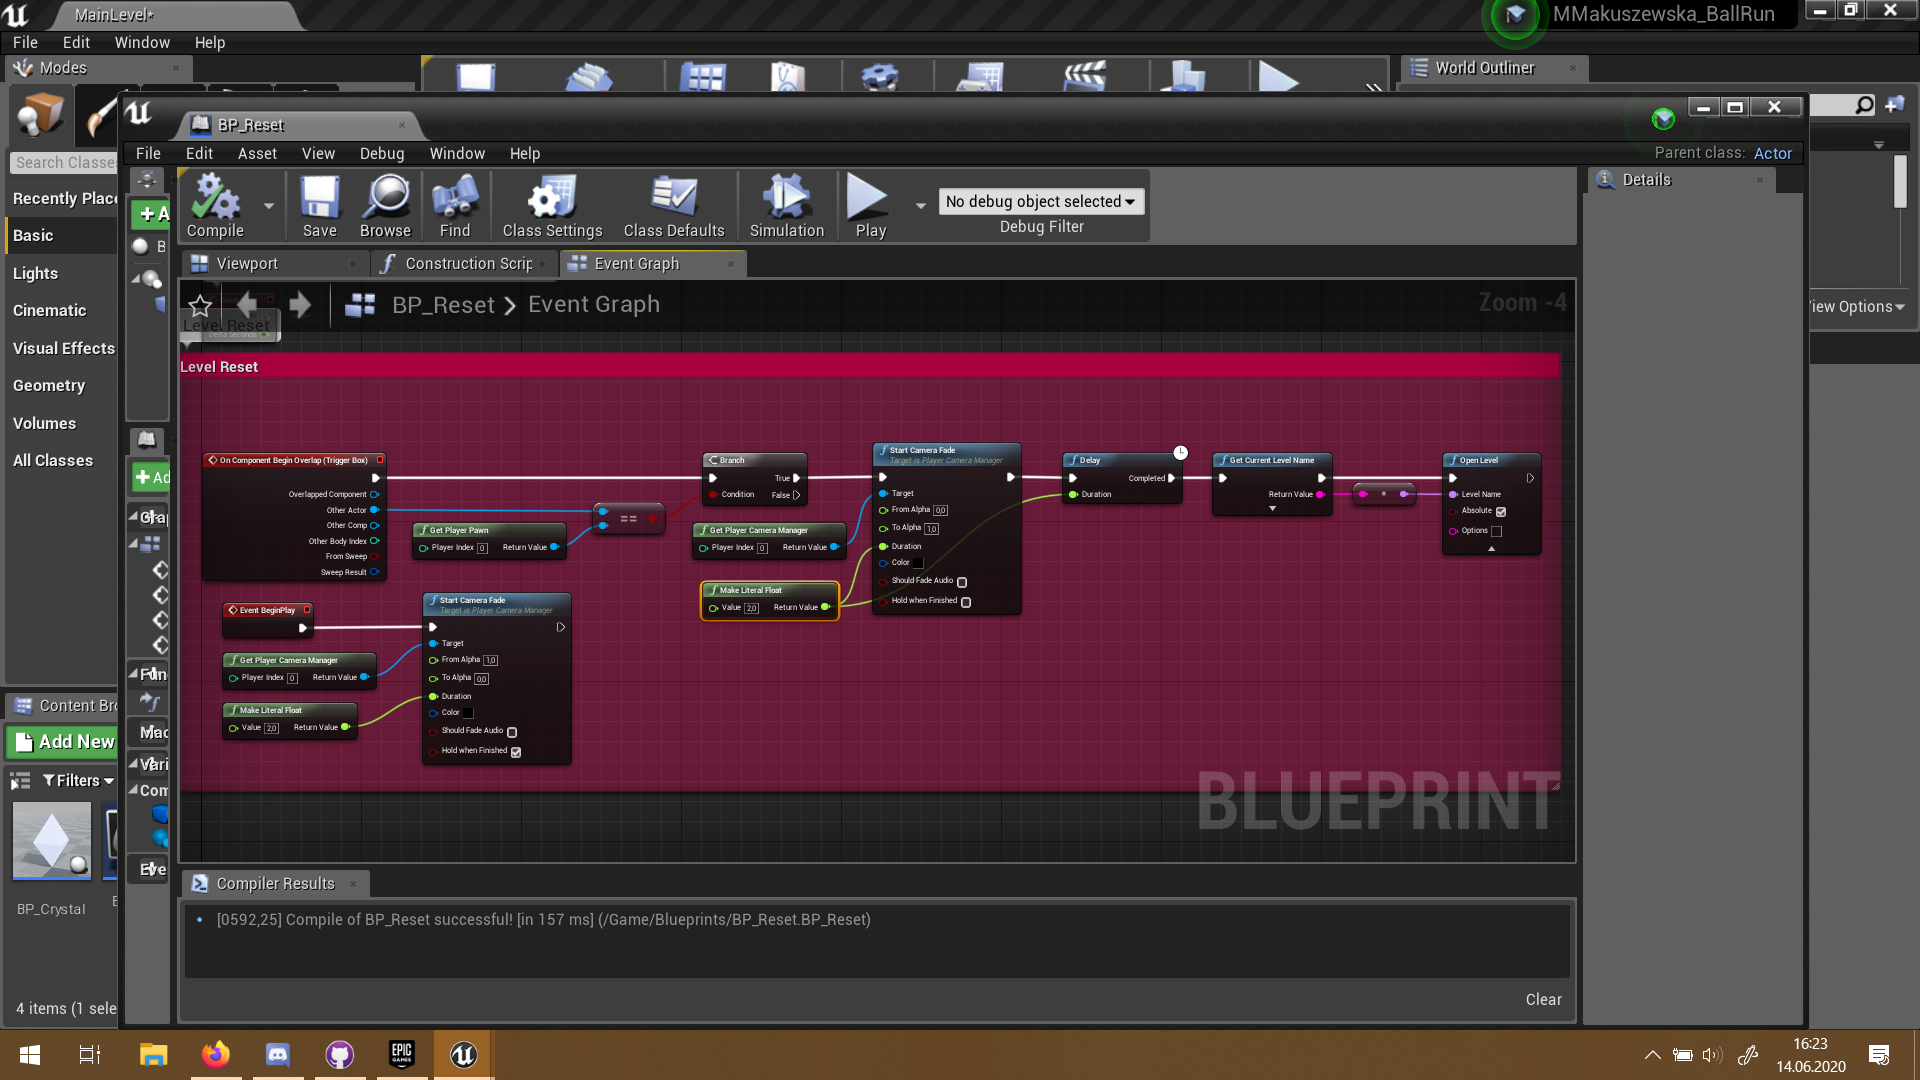 MainLevel*
MMakuszewska_BallRun
File Edit Window Help
Modes
World Outliner
Search Classe
Recently Place
Basic
Lights
Cinematic
Visual Effects
Geometry
Volumes
All Classes
iew Options
BP_Reset
File Edit Asset View Debug Window Help
Parent class: Actor
Compile
Save
Browse
Find
Class Settings
Class Defaults
Simulation
Play
No debug object selected
Debug Filter
Details
Viewport
Construction Scrip
Event Graph
BP_Reset > Event Graph
Zoom -4
Level Reset
Level Reset
On Component Begin Overlap (Trigger Box)
Overlapped Component
Other Actor
Other Comp
Other Body Index
From Sweep
Sweep Result
Get Player Pawn
Player Index 0 Return Value
==
Branch
True
Condition False
Get Player Camera Manager
Player Index 0 Return Value
Make Literal Float
Value 2,0 Return Value
Start Camera Fade
Target is Player Camera Manager
Target
From Alpha 0,0
To Alpha 1,0
Duration
Color
Should Fade Audio
Hold when Finished
Delay
Completed
Duration
Get Current Level Name
Return Value
Open Level
Level Name
Absolute
Options
Event BeginPlay
Get Player Camera Manager
Player Index 0 Return Value
Make Literal Float
Value 2,0 Return Value
Start Camera Fade
Target is Player Camera Manager
Target
From Alpha 1,0
To Alpha 0,0
Duration
Color
Should Fade Audio
Hold when Finished
BLUEPRINT
Content Bro
Add New
Filters
BP_Crystal
4 items (1 sele
Compiler Results
[0592,25] Compile of BP_Reset successful! [in 157 ms] (/Game/Blueprints/BP_Reset.BP_Reset)
Clear
EPIC
GAMES
16:23
14.06.2020